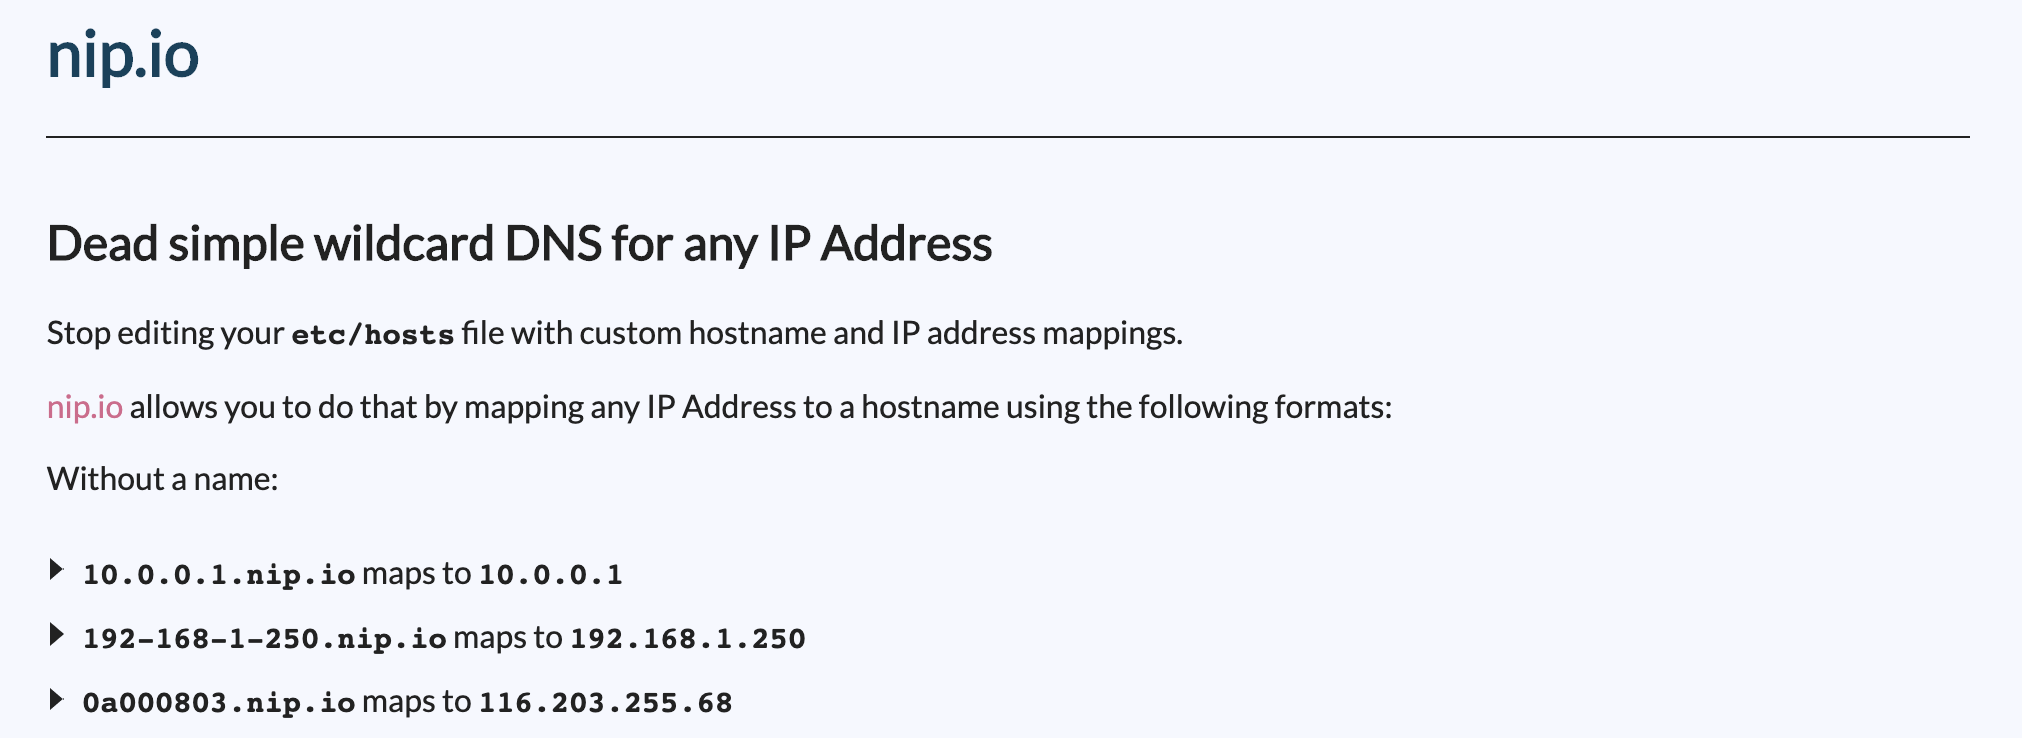 nip.io
Dead simple wildcard DNS for any IP Address
Stop editing your etc/hosts file with custom hostname and IP address mappings.
nip.io allows you to do that by mapping any IP Address to a hostname using the following formats:
Without a name:
10.0.0.1.nip.io maps to 10.0.0.1
192-168-1-250.nip.io maps to 192.168.1.250
0a000803.nip.io maps to 116.203.255.68